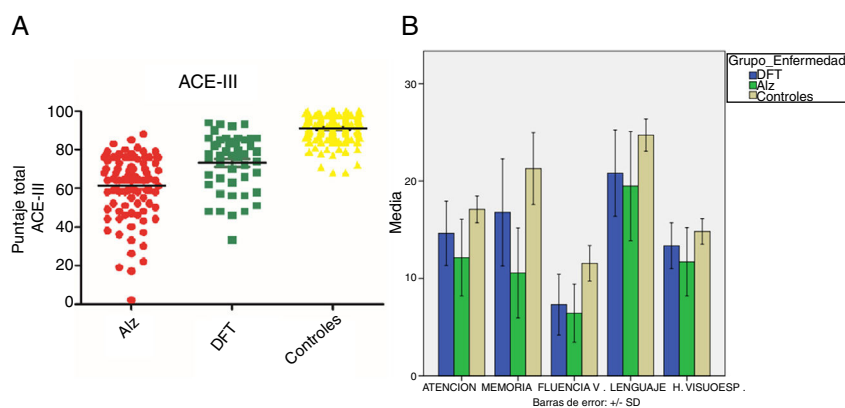 A
ACE-III
Puntaje total
ACE-III
100
80
60
40
20
0
Alz
DFT
Controles
B
Grupo_Enfermedad
DFT
Alz
Controles
Media
30
20
10
0
ATENCION MEMORIA FLUENCIA V . LENGUAJE H. VISUOESP .
Barras de error: +/- SD